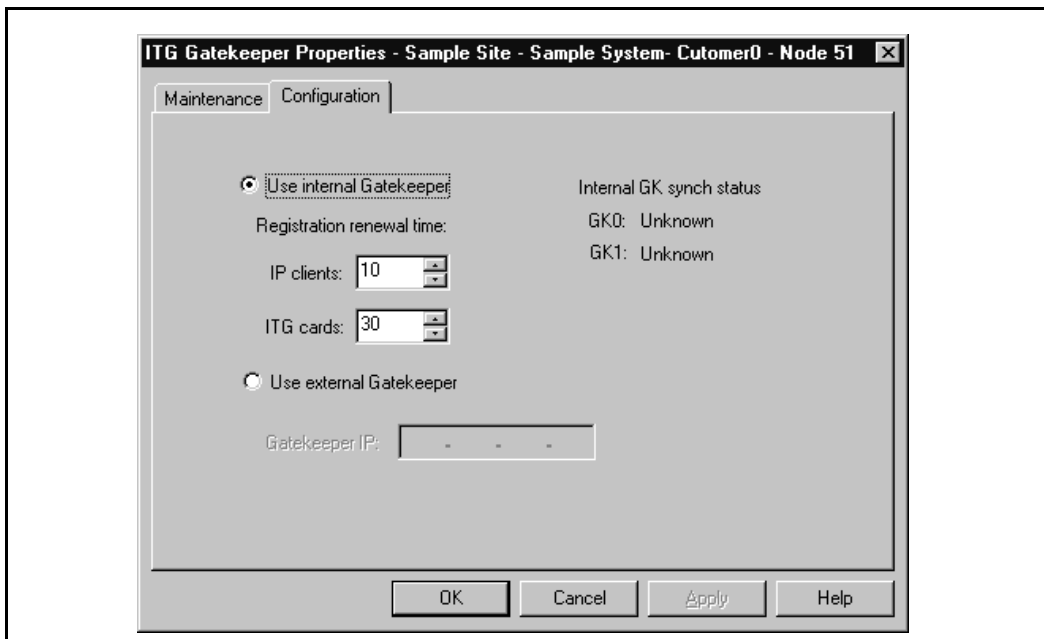 ITG Gatekeeper Properties - Sample Site - Sample System- Cutomer0 - Node 51
Maintenance Configuration
Use internal Gatekeeper
Registration renewal time:
IP clients: 10
ITG cards: 30
Internal GK synch status
GK0: Unknown
GK1: Unknown
Use external Gatekeeper
Gatekeeper IP: - - -
OK Cancel Apply Help